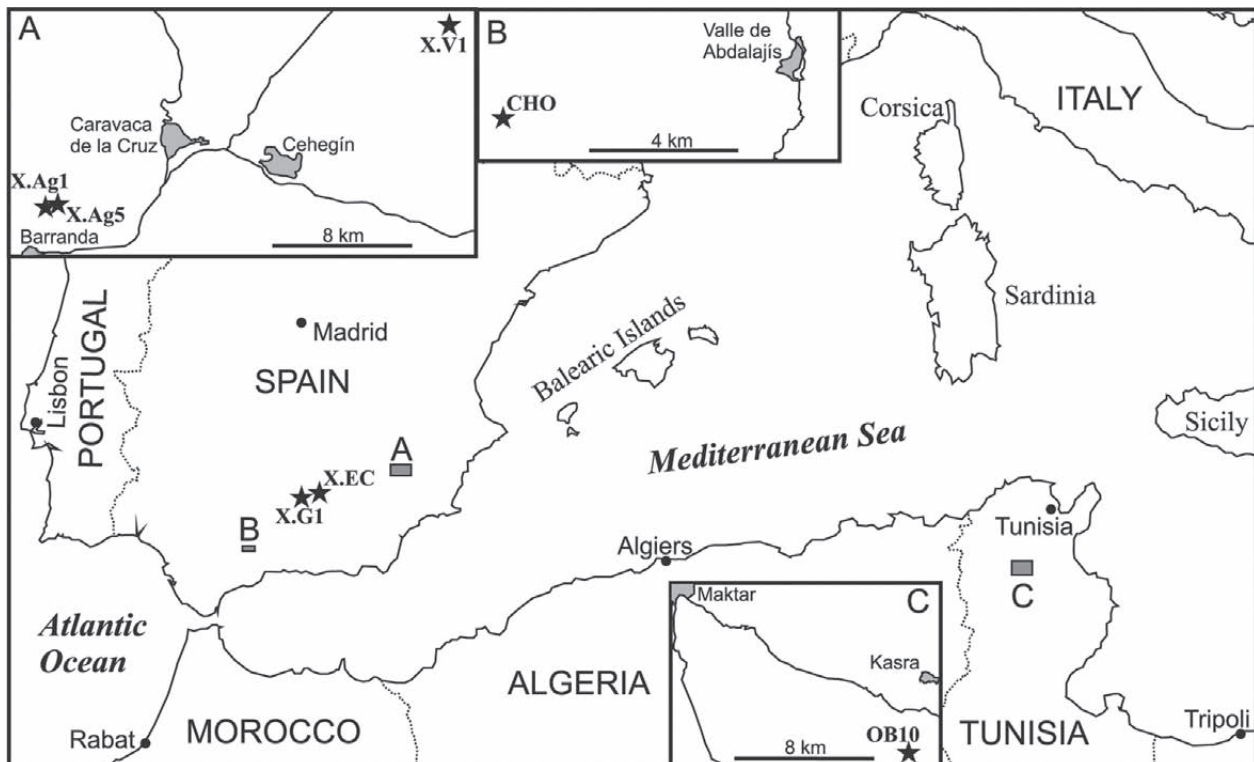 A
X.V1
Caravaca
de la Cruz
Cehegín
X.Ag1
X.Ag5
Barranda
8 km
B
Valle de
Abdalajís
CHO
4 km
Corsica
ITALY
Sardinia
Sicily
PORTUGAL
Lisbon
Madrid
SPAIN
Balearic Islands
Mediterranean Sea
A
X.EC
X.G1
B
Algiers
Tunisia
C
Atlantic
Ocean
Rabat
MOROCCO
ALGERIA
C
Maktar
Kasra
OB10
8 km
TUNISIA
Tripoli